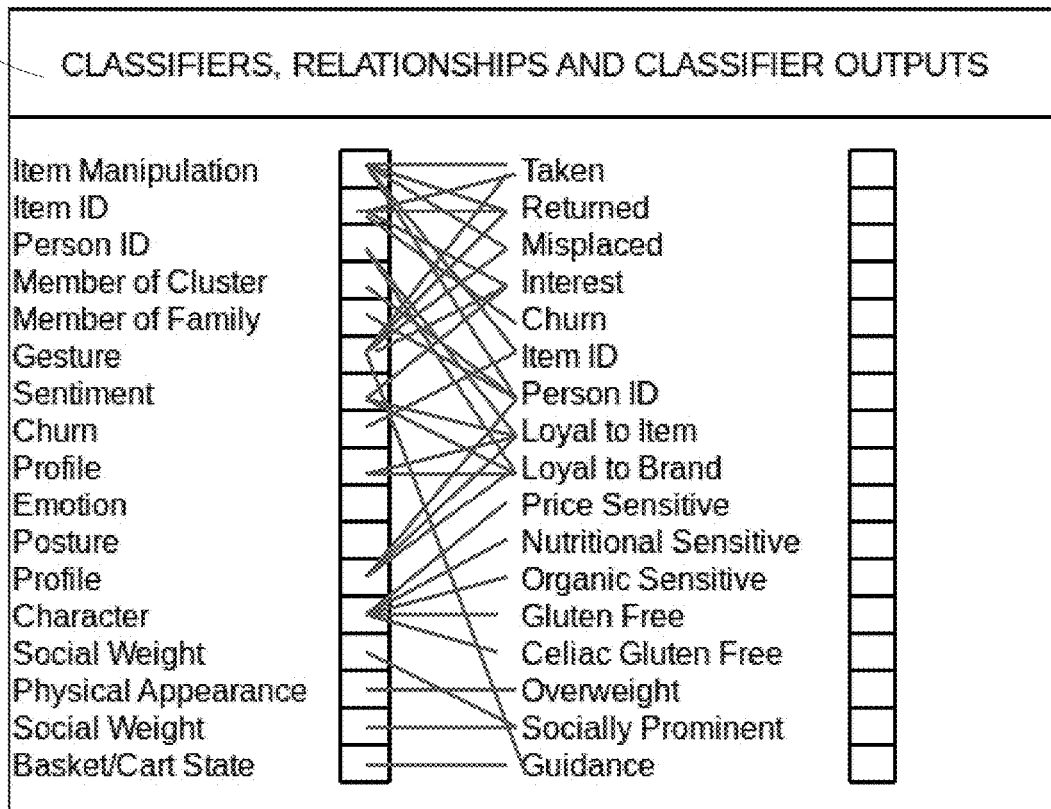 CLASSIFIERS, RELATIONSHIPS AND CLASSIFIER OUTPUTS
Item Manipulation Taken
Item ID Returned
Person ID Misplaced
Member of Cluster Interest
Member of Family Churn
Gesture Item ID
Sentiment Person ID
Churn Loyal to Item
Profile Loyal to Brand
Emotion Price Sensitive
Posture Nutritional Sensitive
Profile Organic Sensitive
Character Gluten Free
Social Weight Celiac Gluten Free
Physical Appearance Overweight
Social Weight Socially Prominent
Basket/Cart State Guidance